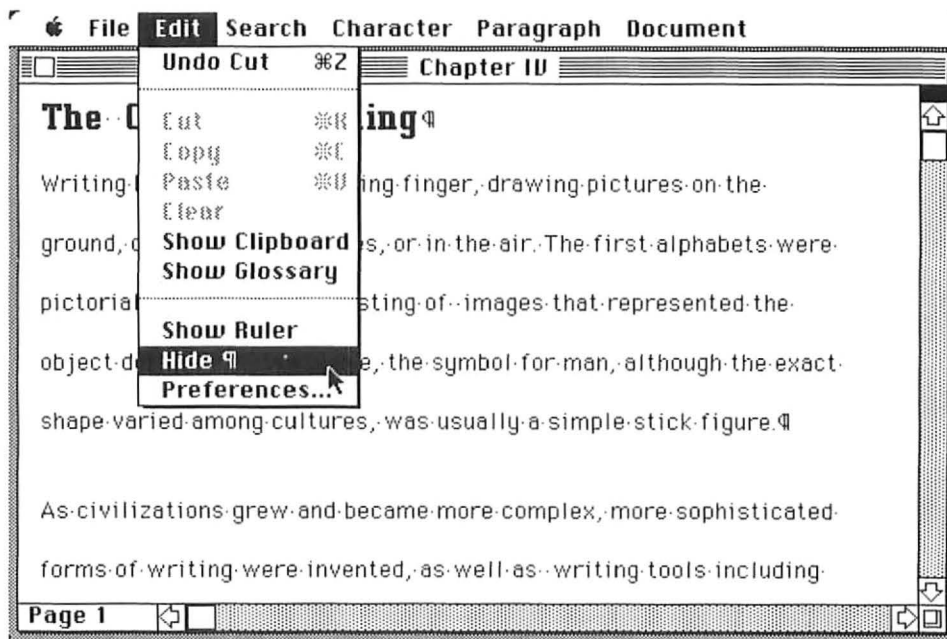 File Edit Search Character Paragraph Document
Undo Cut ⌘Z
Chapter IV
Cut ⌘X
Copy ⌘C
Paste ⌘V
Clear
Show Clipboard
Show Glossary
Show Ruler
Hide ¶
Preferences...
The ing¶
Writing ing finger, drawing pictures on the
ground, s, or in the air. The first alphabets were
pictorial sting of images that represented the
object d e, the symbol for man, although the exact
shape varied among cultures, was usually a simple stick figure.¶
As civilizations grew and became more complex, more sophisticated
forms of writing were invented, as well as writing tools including
Page 1